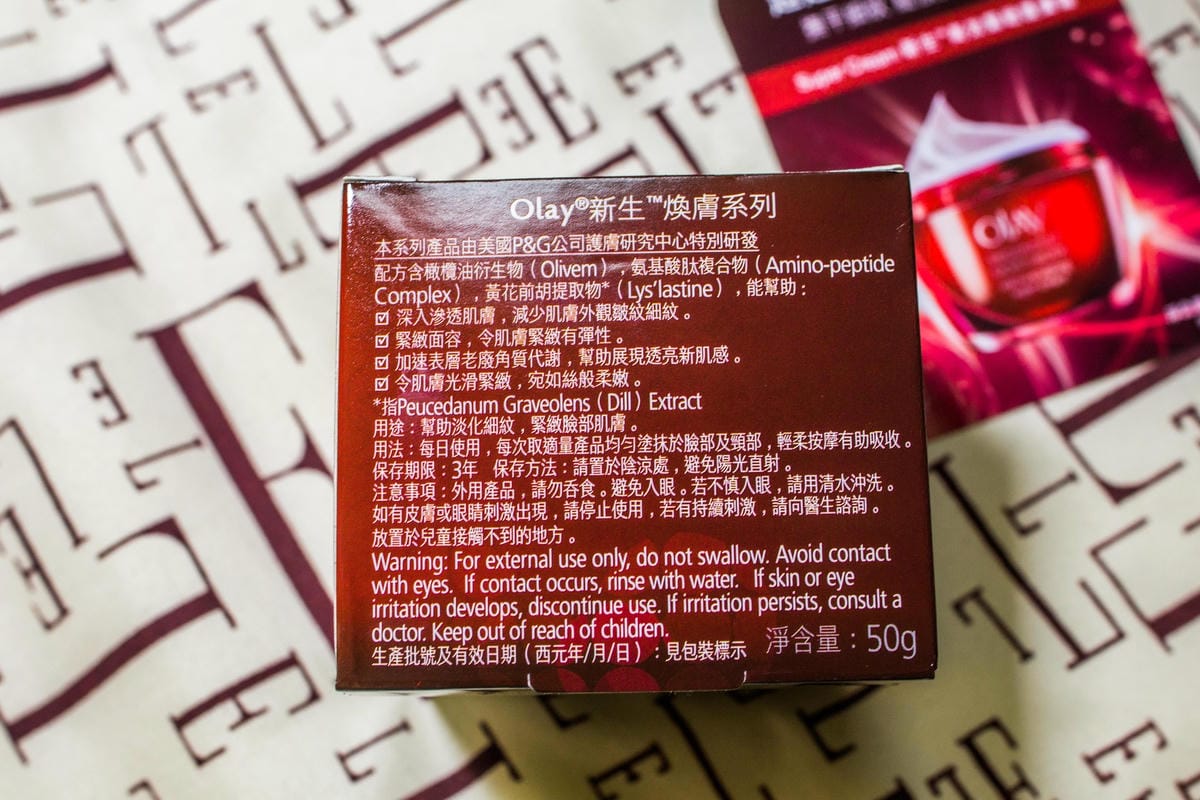 Super Cream
OLAY
Olay®新生™煥膚系列
本系列產品由美國P&G公司護膚研究中心特別研發
配方含橄欖油衍生物（Olivem），氨基酸肽複合物（Amino-peptide
Complex），黃花前胡提取物*（Lys'lastine），能幫助：
☑ 深入滲透肌膚，減少肌膚外觀皺紋細紋。
☑ 緊緻面容，令肌膚緊緻有彈性。
☑ 加速表層老廢角質代謝，幫助展現透亮新肌感。
☑ 令肌膚光滑緊緻，宛如絲般柔嫩。
*指Peucedanum Graveolens（Dill）Extract
用途：幫助淡化細紋，緊緻臉部肌膚。
用法：每日使用，每次取適量產品均勻塗抹於臉部及頸部，輕柔按摩有助吸收。
保存期限：3年 保存方法：請置於陰涼處，避免陽光直射。
注意事項：外用產品，請勿吞食。避免入眼。若不慎入眼，請用清水沖洗。
如有皮膚或眼睛刺激出現，請停止使用，若有持續刺激，請向醫生諮詢。
放置於兒童接觸不到的地方。
Warning: For external use only, do not swallow. Avoid contact
with eyes. If contact occurs, rinse with water. If skin or eye
irritation develops, discontinue use. If irritation persists, consult a
doctor. Keep out of reach of children.
生產批號及有效日期（西元年/月/日）：見包裝標示
淨含量：50g